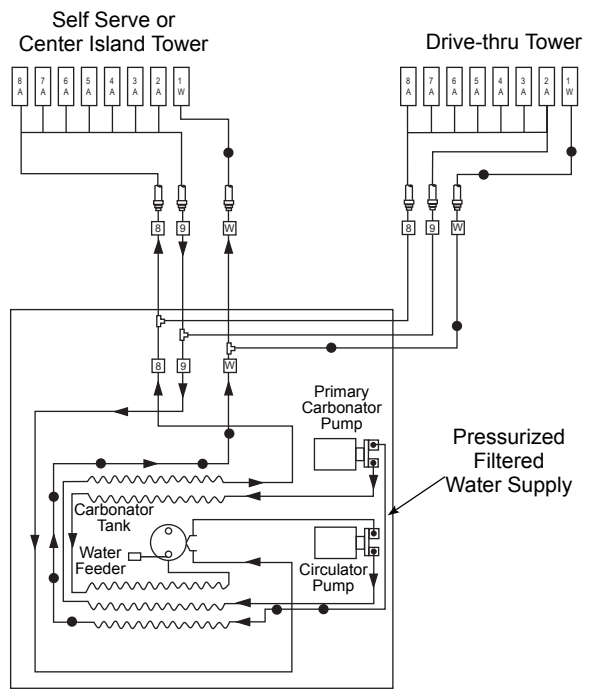 Self Serve or
Center Island Tower
Drive-thru Tower
8 A
7 A
6 A
5 A
4 A
3 A
2 A
1 W
8 A
7 A
6 A
5 A
4 A
3 A
2 A
1 W
8
9
W
8
9
W
8
9
W
Primary
Carbonator
Pump
Pressurized
Filtered
Water Supply
Carbonator
Tank
Water
Feeder
Circulator
Pump